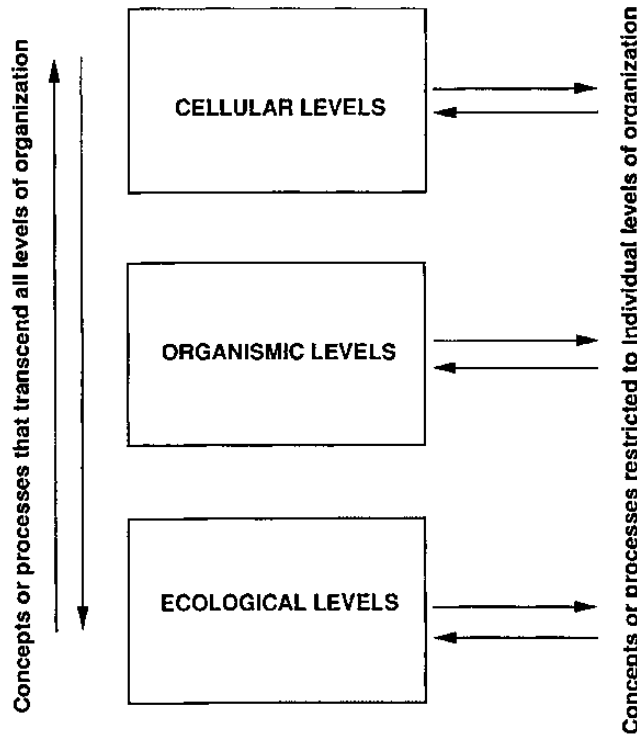 Concepts or processes that transcend all levels of organization
CELLULAR LEVELS
ORGANISMIC LEVELS
ECOLOGICAL LEVELS
Concepts or processes restricted to Individual levels of organization